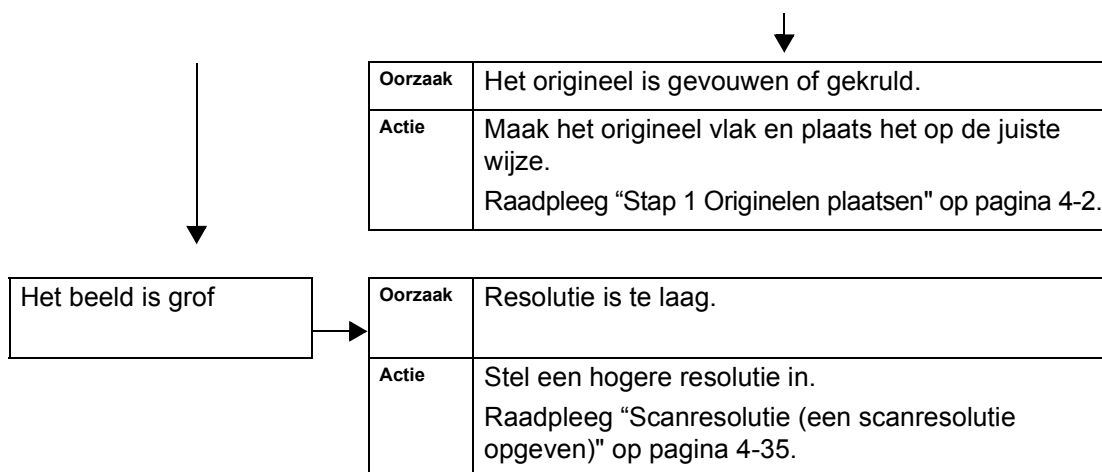 Oorzaak Het origineel is gevouwen of gekruld.
Actie Maak het origineel vlak en plaats het op de juiste
wijze.
Raadpleeg “Stap 1 Originelen plaatsen" op pagina 4-2.
Het beeld is grof
Oorzaak Resolutie is te laag.
Actie Stel een hogere resolutie in.
Raadpleeg “Scanresolutie (een scanresolutie
opgeven)" op pagina 4-35.